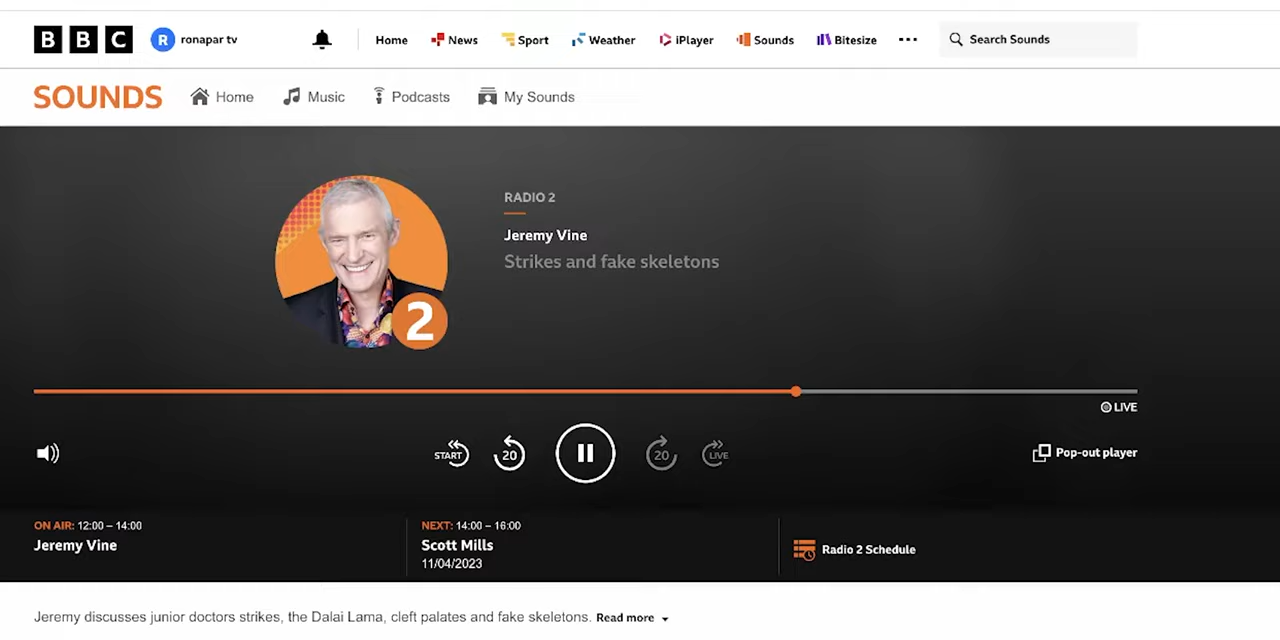 BBC R ronapar tv Home News Sport Weather iPlayer Sounds Bitesize ••• Search Sounds
SOUNDS Home Music Podcasts My Sounds
RADIO 2
Jeremy Vine
Strikes and fake skeletons
2
LIVE
START 20 20 LIVE Pop-out player
ON AIR: 12:00 – 14:00
Jeremy Vine
NEXT: 14:00 – 16:00
Scott Mills
11/04/2023
Radio 2 Schedule
Jeremy discusses junior doctors strikes, the Dalai Lama, cleft palates and fake skeletons. Read more